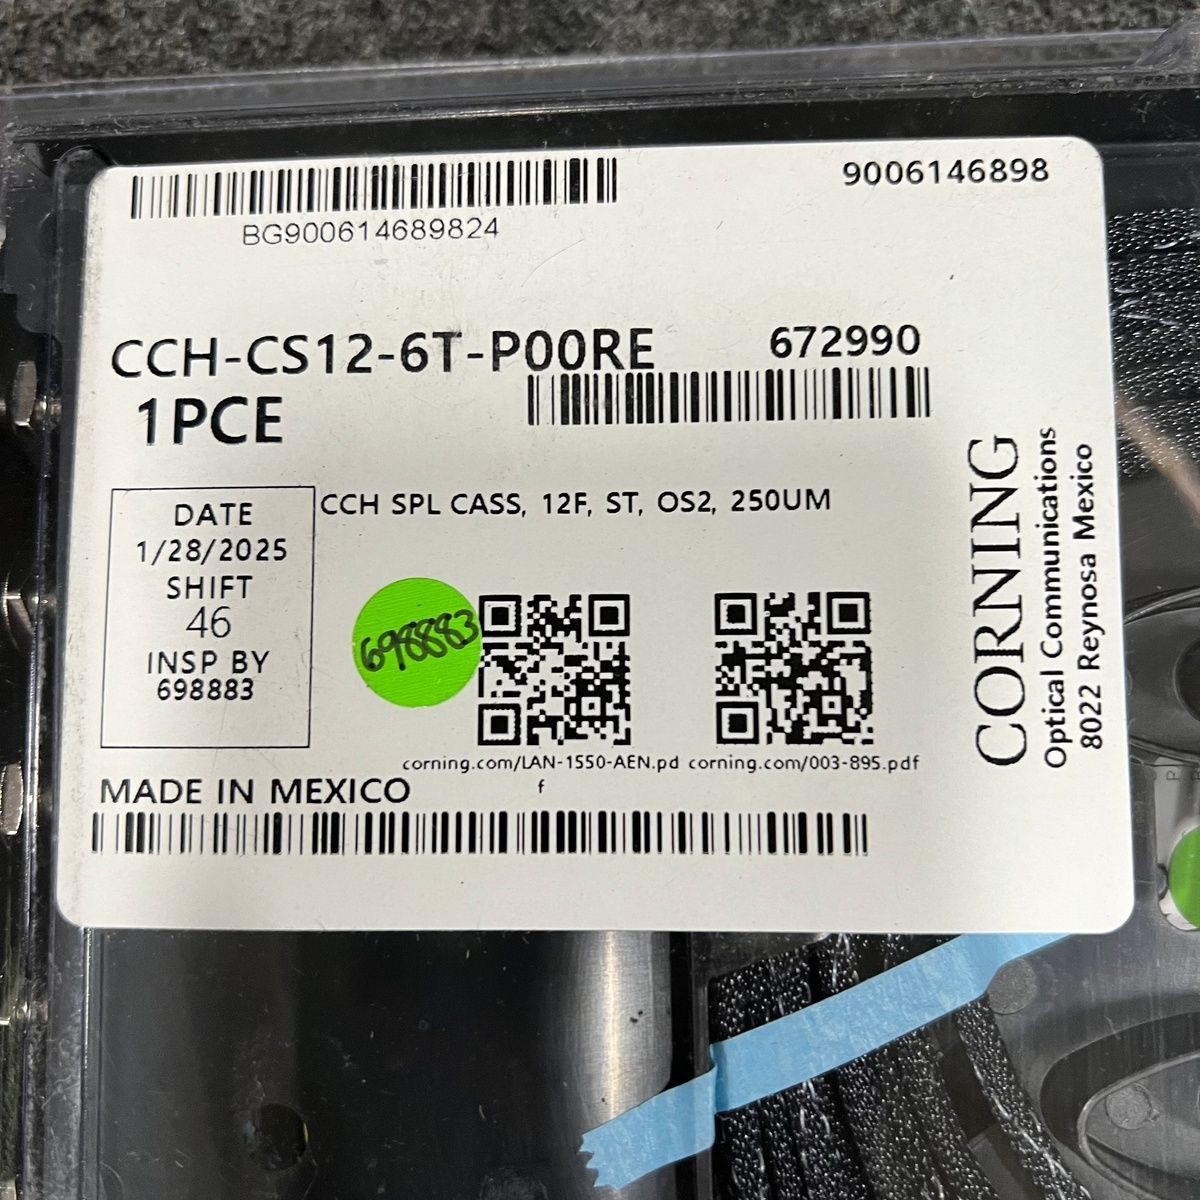 BG900614689824
9006146898
CCH-CS12-6T-P00RE
672990
1PCE
CCH SPL CASS, 12F, ST, OS2, 250UM
DATE
1/28/2025
SHIFT
46
INSP BY
698883
698883
corning.com/LAN-1550-AEN.pd
f
corning.com/003-895.pdf
MADE IN MEXICO
CORNING
Optical Communications
8022 Reynosa Mexico